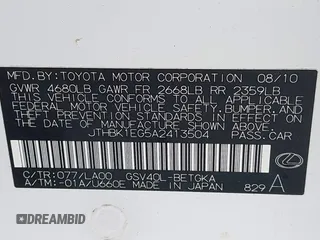 MFD.BY:TOYOTA MOTOR CORPORATION 08/10
GVWR 4680LB GAWR FR 2668LB RR 2359LB
THIS VEHICLE CONFORMS TO ALL APPLICABLE
FEDERAL MOTOR VEHICLE SAFETY, BUMPER, AND
THEFT PREVENTION STANDARDS IN EFFECT ON
THE DATE OF MANUFACTURE SHOWN ABOVE.
JTHBK1EG5A2413504 PASS.CAR
C/TR:077/LA00 GSV40L-BETGKA
A/TM:-01A/U660E MADE IN JAPAN 829 A
AUTOBIDMASTER